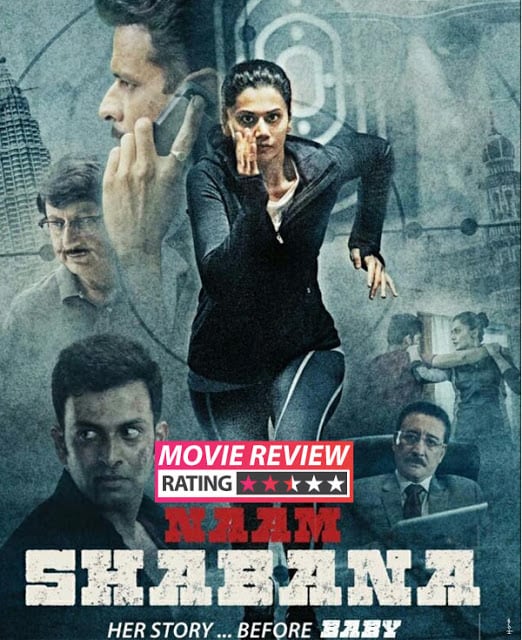 MOVIE REVIEW
RATING
NAAM
SHABANA
HER STORY ... BEFORE BABY